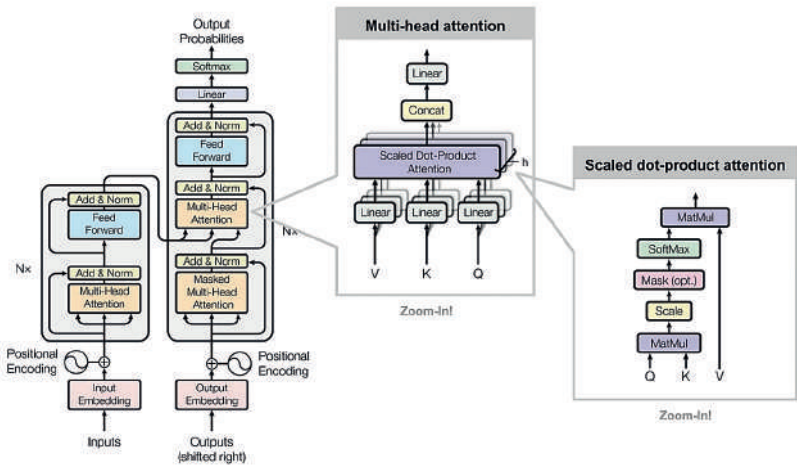 Output
Probabilities
Softmax
Linear
Add & Norm
Feed
Forward
Add & Norm
Multi-Head
Attention
Add & Norm
Masked
Multi-Head
Attention
Nx
Positional
Encoding
Output
Embedding
Outputs
(shifted right)
Add & Norm
Feed
Forward
Nx
Add & Norm
Multi-Head
Attention
Positional
Encoding
Input
Embedding
Inputs
Multi-head attention
Linear
Concat
Scaled Dot-Product
Attention
h
Linear Linear Linear
V K Q
Zoom-In!
Scaled dot-product attention
MatMul
SoftMax
Mask (opt.)
Scale
MatMul
Q K V
Zoom-In!